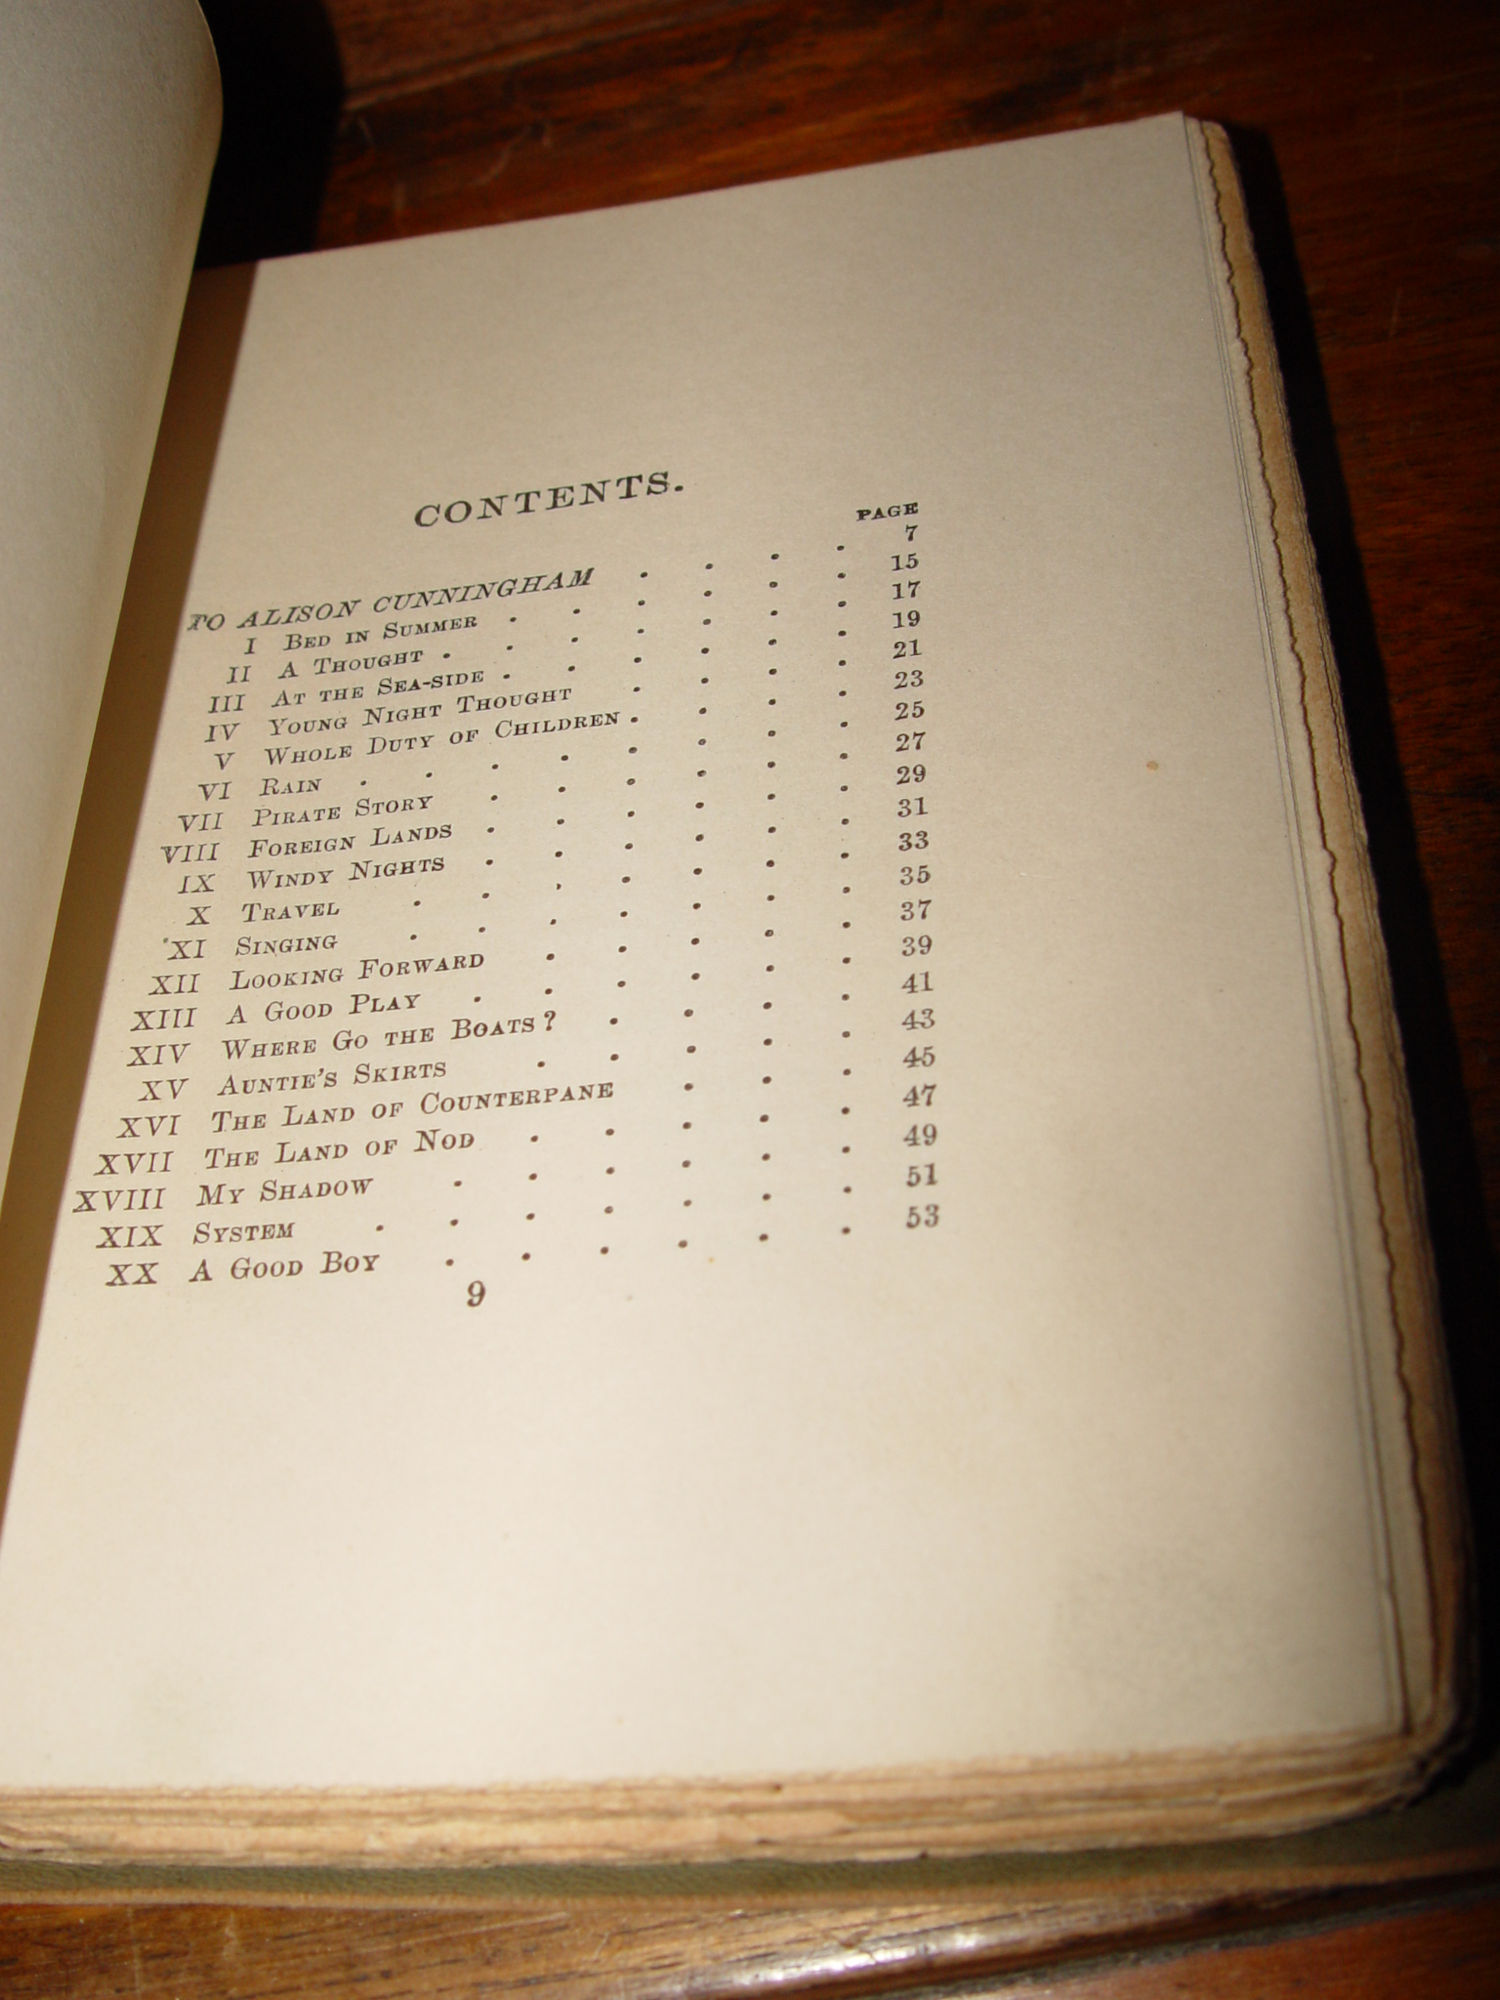 CONTENTS.
PAGE
TO ALISON CUNNINGHAM . . . . 7
I BED IN SUMMER . . . . . . 15
II A THOUGHT . . . . . . . 17
III AT THE SEA-SIDE . . . . . . 19
IV YOUNG NIGHT THOUGHT . . . . 21
V WHOLE DUTY OF CHILDREN . . . . 23
VI RAIN . . . . . . . . 25
VII PIRATE STORY . . . . . . 27
VIII FOREIGN LANDS . . . . . . 29
IX WINDY NIGHTS . . . . . . 31
X TRAVEL . . . . . . . 33
XI SINGING . . . . . . . 35
XII LOOKING FORWARD . . . . . 37
XIII A GOOD PLAY . . . . . . 39
XIV WHERE GO THE BOATS? . . . . 41
XV AUNTIE'S SKIRTS . . . . . 43
XVI THE LAND OF COUNTERPANE . . . 45
XVII THE LAND OF NOD . . . . . 47
XVIII MY SHADOW . . . . . . 49
XIX SYSTEM . . . . . . . 51
XX A GOOD BOY . . . . . . 53
9